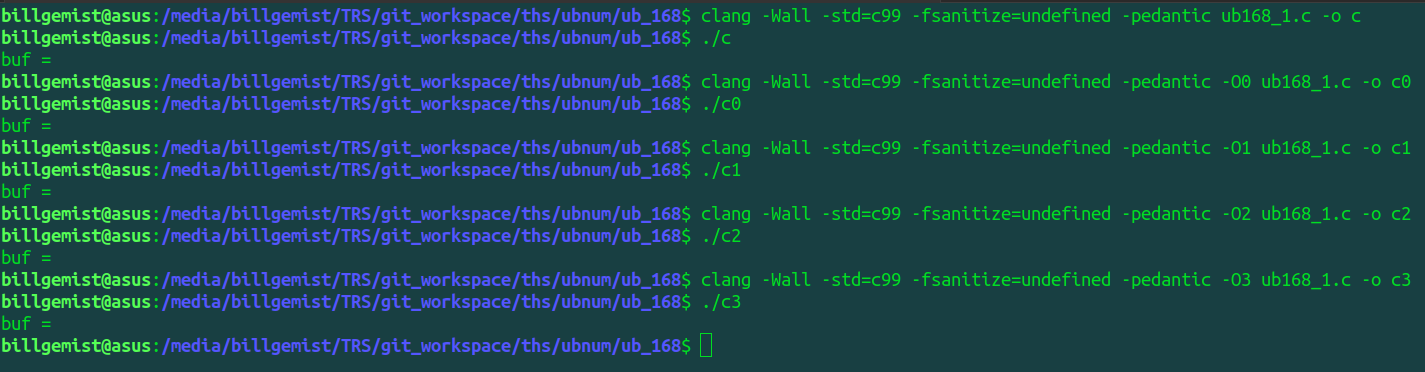 billgemist@asus:/media/billgemist/TRS/git_workspace/ths/ubnum/ub_168$ clang -Wall -std=c99 -fsanitize=undefined -pedantic ub168_1.c -o c
billgemist@asus:/media/billgemist/TRS/git_workspace/ths/ubnum/ub_168$ ./c
buf =
billgemist@asus:/media/billgemist/TRS/git_workspace/ths/ubnum/ub_168$ clang -Wall -std=c99 -fsanitize=undefined -pedantic -O0 ub168_1.c -o c0
billgemist@asus:/media/billgemist/TRS/git_workspace/ths/ubnum/ub_168$ ./c0
buf =
billgemist@asus:/media/billgemist/TRS/git_workspace/ths/ubnum/ub_168$ clang -Wall -std=c99 -fsanitize=undefined -pedantic -O1 ub168_1.c -o c1
billgemist@asus:/media/billgemist/TRS/git_workspace/ths/ubnum/ub_168$ ./c1
buf =
billgemist@asus:/media/billgemist/TRS/git_workspace/ths/ubnum/ub_168$ clang -Wall -std=c99 -fsanitize=undefined -pedantic -O2 ub168_1.c -o c2
billgemist@asus:/media/billgemist/TRS/git_workspace/ths/ubnum/ub_168$ ./c2
buf =
billgemist@asus:/media/billgemist/TRS/git_workspace/ths/ubnum/ub_168$ clang -Wall -std=c99 -fsanitize=undefined -pedantic -O3 ub168_1.c -o c3
billgemist@asus:/media/billgemist/TRS/git_workspace/ths/ubnum/ub_168$ ./c3
buf =
billgemist@asus:/media/billgemist/TRS/git_workspace/ths/ubnum/ub_168$